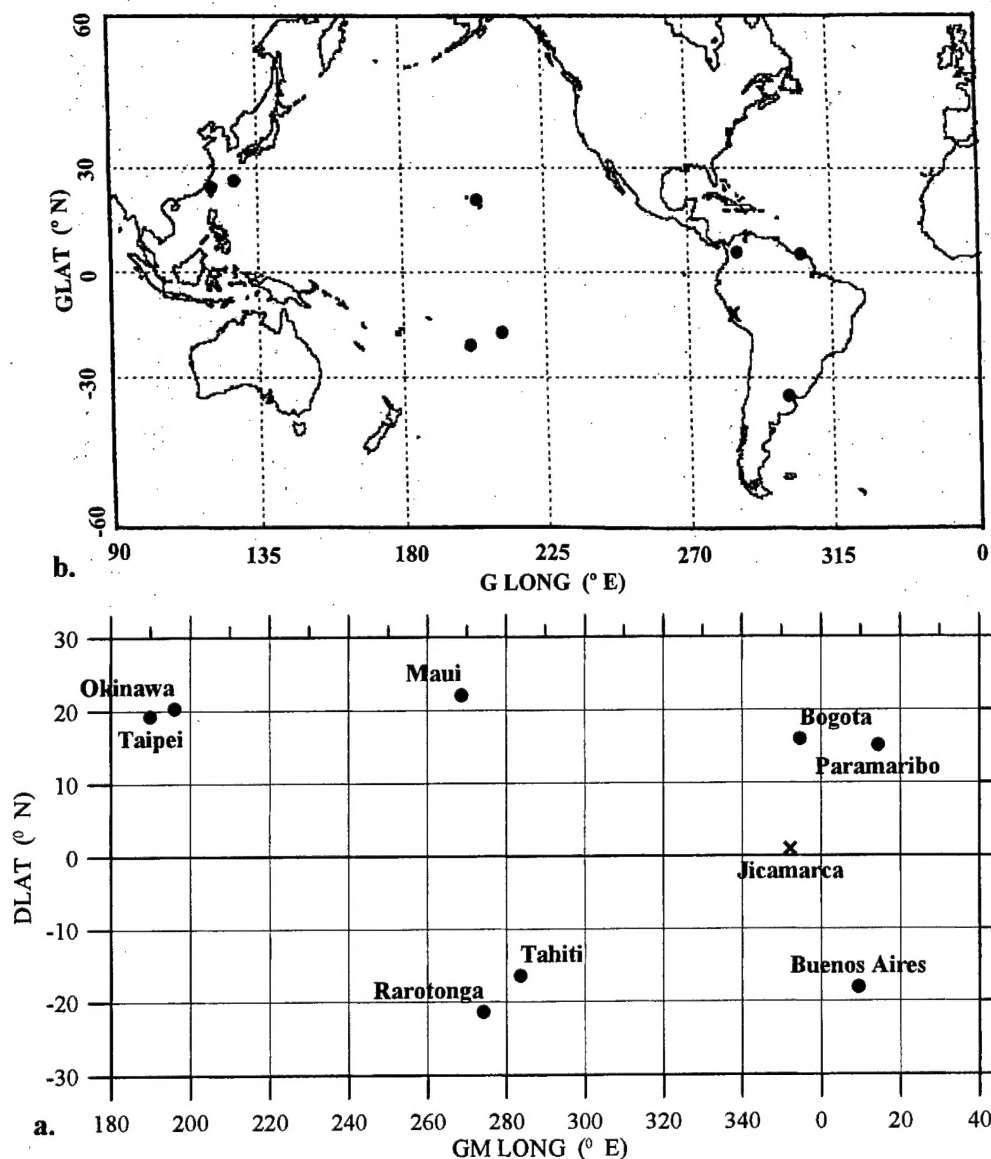 60
30
0
-30
-60
GLAT (° N)
90 135 180 225 270 315 0
b.
G LONG (° E)
30
20
10
0
-10
-20
-30
DLAT (⁰ N)
Okinawa
Taipei
Maui
Bogota
Paramaribo
Jicamarca
Tahiti
Rarotonga
Buenos Aires
180 200 220 240 260 280 300 320 340 0 20 40
a.
GM LONG (⁰ E)